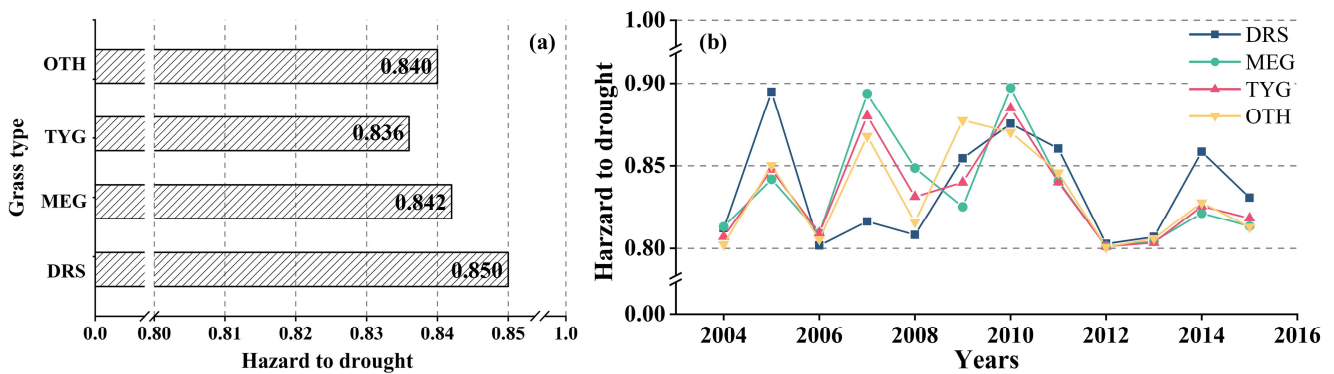 (a)
Grass type
OTH
0.840
TYG
0.836
MEG
0.842
DRS
0.850
0.0 0.80 0.81 0.82 0.83 0.84 0.85 1.0
Hazard to drought
(b)
Harzard to drought
DRS
MEG
TYG
OTH
1.00
0.90
0.85
0.80
0.00
2004 2006 2008 2010 2012 2014 2016
Years